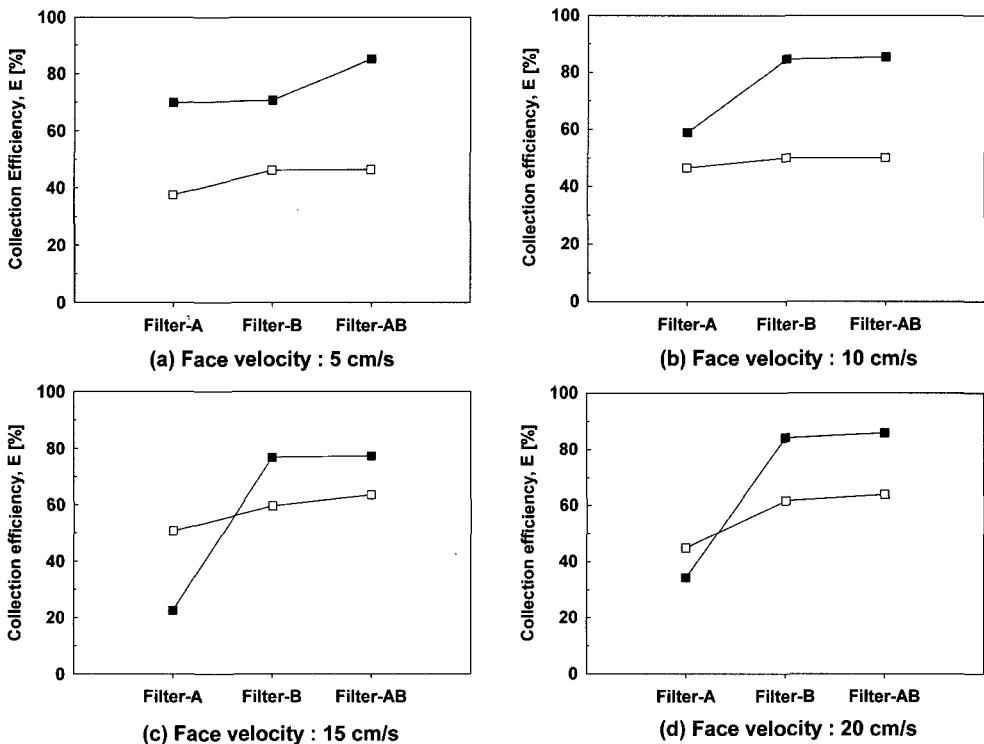 100
80
60
40
20
0
Collection Efficiency, E [%]
Filter-A Filter-B Filter-AB
(a) Face velocity : 5 cm/s
100
80
60
40
20
0
Collection efficiency, E [%]
Filter-A Filter-B Filter-AB
(b) Face velocity : 10 cm/s
100
80
60
40
20
0
Collection efficiency, E [%]
Filter-A Filter-B Filter-AB
(c) Face velocity : 15 cm/s
100
80
60
40
20
0
Collection efficiency, E [%]
Filter-A Filter-B Filter-AB
(d) Face velocity : 20 cm/s